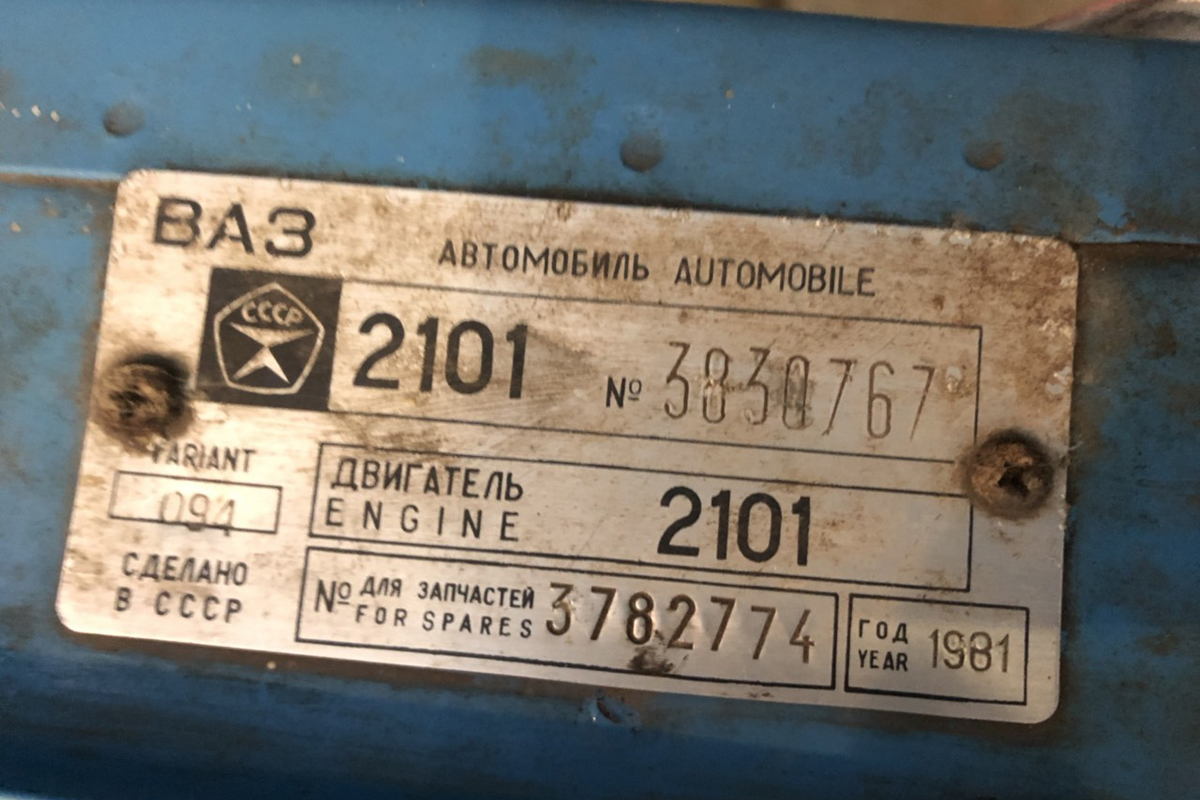 ВАЗ
АВТОМОБИЛЬ AUTOMOBILE
СССР
2101 № 3830767
VARIANT
094
ДВИГАТЕЛЬ
ENGINE
2101
СДЕЛАНО
В СССР
№ ДЛЯ ЗАПЧАСТЕЙ
FOR SPARES
3782774
ГОД
YEAR
1981